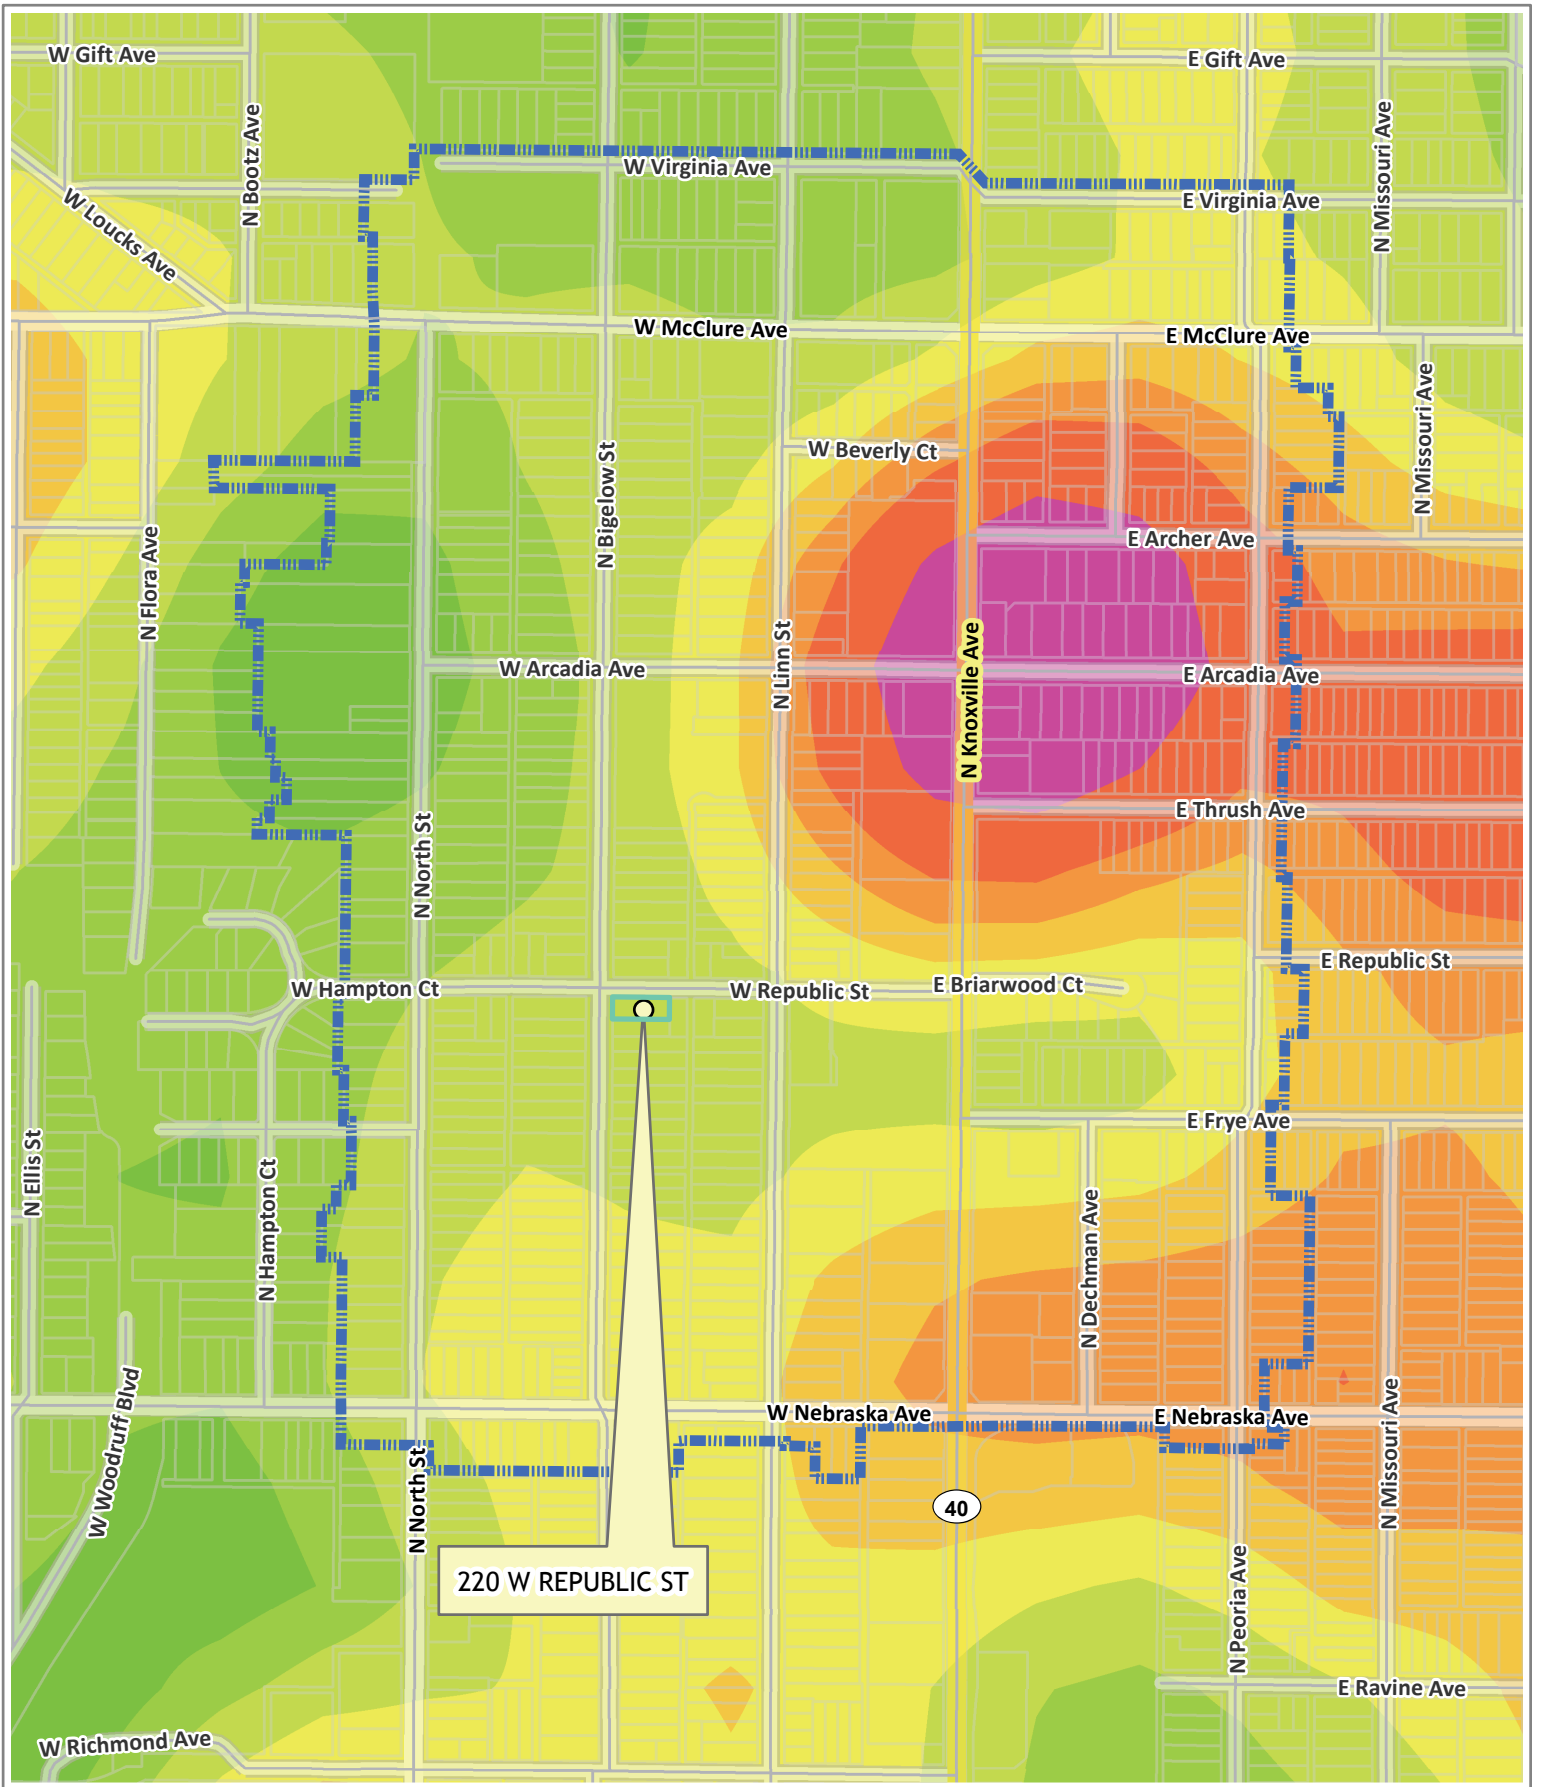 W Gift Ave
E Gift Ave
N Bootz Ave
N Missouri Ave
W Virginia Ave
E Virginia Ave
W Loucks Ave
W McClure Ave
E McClure Ave
N Missouri Ave
W Beverly Ct
N Bigelow St
N Flora Ave
E Archer Ave
N Linn St
N Knoxville Ave
W Arcadia Ave
E Arcadia Ave
E Thrush Ave
N North St
W Hampton Ct
W Republic St
E Briarwood Ct
E Republic St
N Ellis St
E Frye Ave
N Hampton Ct
N Dechman Ave
W Woodruff Blvd
W Nebraska Ave
E Nebraska Ave
N Missouri Ave
N North St
40
220 W REPUBLIC ST
N Peoria Ave
E Ravine Ave
W Richmond Ave